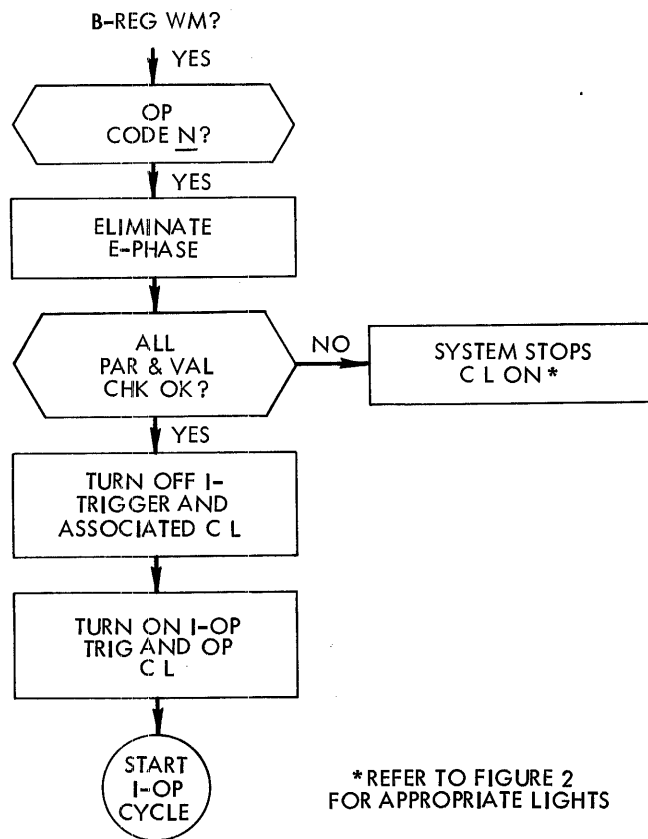 B-REG WM?
YES
OP
CODE N?
YES
ELIMINATE
E-PHASE
ALL
PAR & VAL
CHK OK?
NO
SYSTEM STOPS
C L ON*
YES
TURN OFF I-
TRIGGER AND
ASSOCIATED C L
TURN ON I-OP
TRIG AND OP
C L
START
I-OP
CYCLE
*REFER TO FIGURE 2
FOR APPROPRIATE LIGHTS